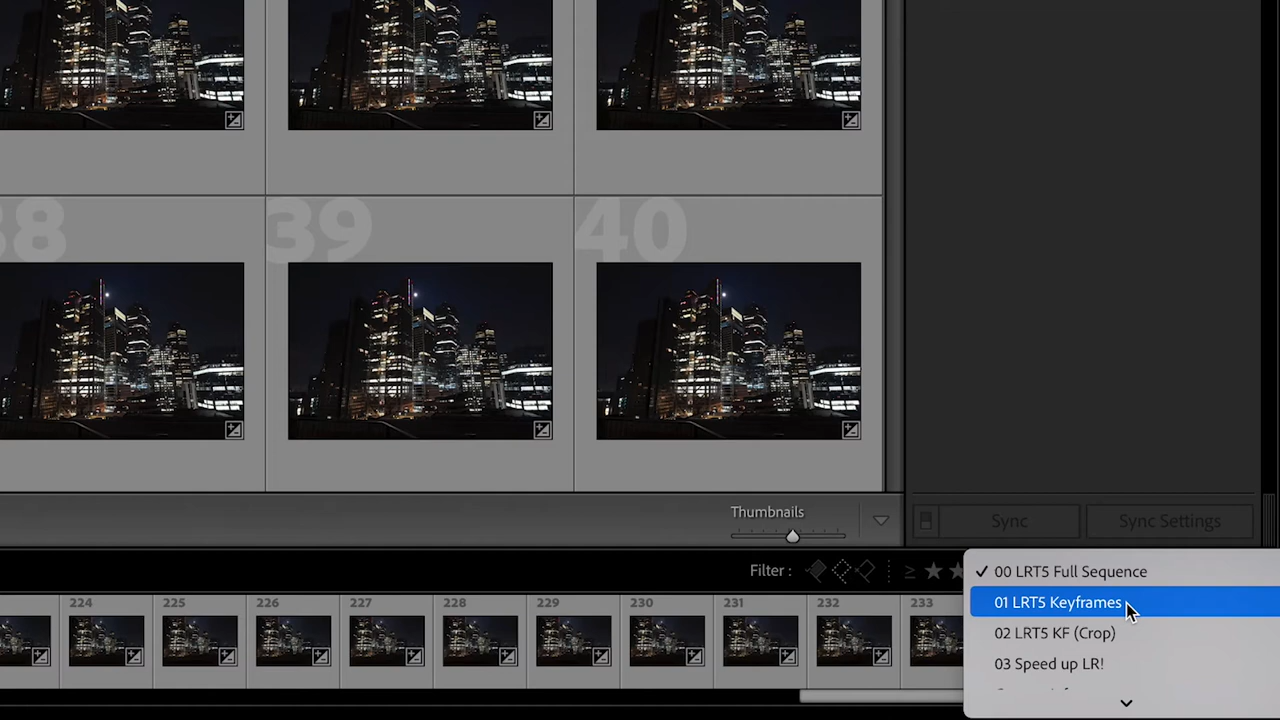 38
39
40
Thumbnails
Sync
Sync Settings
Filter :
≥
✓ 00 LRT5 Full Sequence
01 LRT5 Keyframes
02 LRT5 KF (Crop)
03 Speed up LR!
224
225
226
227
228
229
230
231
232
233